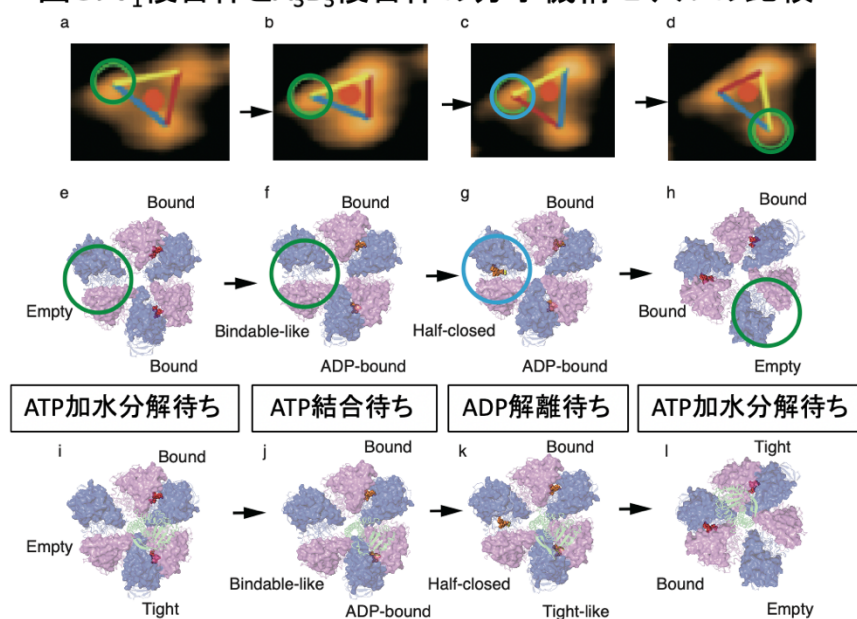 a b c d
e Bound f Bound g Bound h Bound
Empty Bindable-like Half-closed Bound
Bound ADP-bound ADP-bound Empty
ATP加水分解待ち ATP結合待ち ADP解離待ち ATP加水分解待ち
i Bound j Bound k Bound l Tight
Empty Bindable-like Half-closed Bound
Tight ADP-bound Tight-like Empty